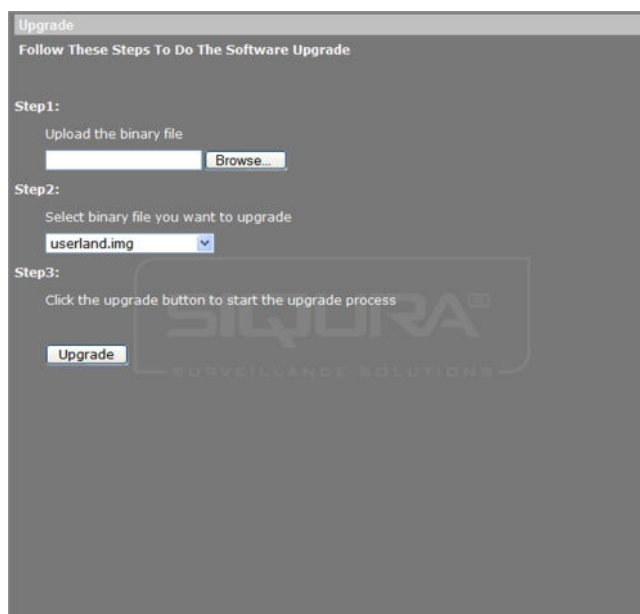 Upgrade
Follow These Steps To Do The Software Upgrade
Step1:
Upload the binary file
Browse...
Step2:
Select binary file you want to upgrade
userland.img
Step3:
Click the upgrade button to start the upgrade process
SIQURA
Upgrade
SURVEILLANCE SOLUTIONS